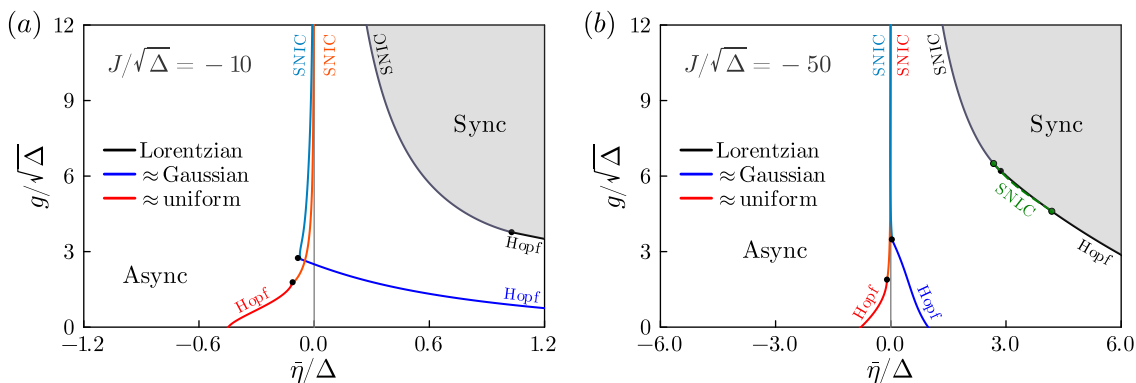 (a)
12
9
6
3
0
g/√Δ
J/√Δ = − 10
SNIC
SNIC
SNIC
Sync
Lorentzian
≈ Gaussian
≈ uniform
Async
Hopf
Hopf
Hopf
−1.2
−0.6
0.0
0.6
1.2
η̄/Δ
(b)
12
9
6
3
0
g/√Δ
J/√Δ = − 50
SNIC
SNIC
SNIC
Sync
Lorentzian
≈ Gaussian
≈ uniform
SNLC
Async
Hopf
Hopf
Hopf
−6.0
−3.0
0.0
3.0
6.0
η̄/Δ